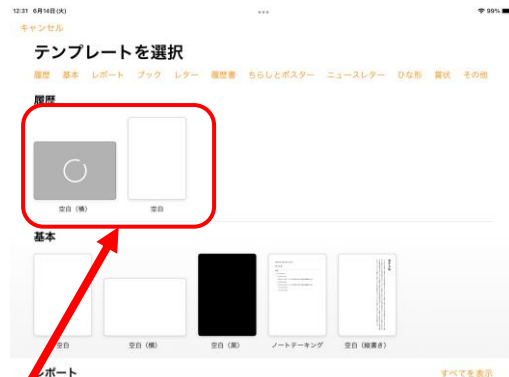 12:31 6月14日(火)
99%
キャンセル
テンプレートを選択
履歴 基本 レポート ブック レター 履歴書 ちらしとポスター ニュースレター ひな形 賞状 その他
履歴
空白(横) 空白
基本
空白 空白(横) 空白(黒) ノートテーキング 空白(縦書き)
レポート すべてを表示